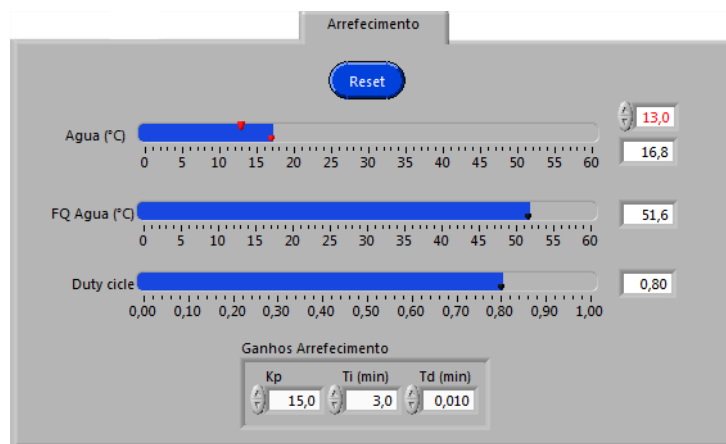 Arrefecimento
Reset
13,0
Agua (°C)
16,8
0 5 10 15 20 25 30 35 40 45 50 55 60
FQ Agua (°C)
51,6
0 5 10 15 20 25 30 35 40 45 50 55 60
Duty cicle
0,80
0,00 0,10 0,20 0,30 0,40 0,50 0,60 0,70 0,80 0,90 1,00
Ganhos Arrefecimento
Kp Ti (min) Td (min)
15,0 3,0 0,010